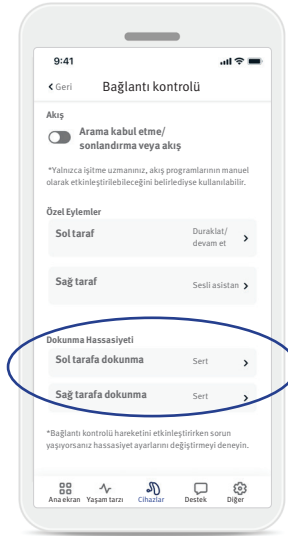 9:41
Geri
Bağlantı kontrolü
Akış
Arama kabul etme/
sonlandırma veya akış
*Yalnızca işitme uzmanınız, akış programlarının manuel
olarak etkinleştirilebileceğini belirlediyse kullanılabilir.
Özel Eylemler
Sol taraf
Duraklat/
devam et
Sağ taraf
Sesli asistan
Dokunma Hassasiyeti
Sol tarafa dokunma
Sert
Sağ tarafa dokunma
Sert
*Bağlantı kontrolü hareketini etkinleştirirken sorun
yaşıyorsanız hassasiyet ayarlarını değiştirmeyi deneyin.
Ana ekran Yaşam tarzı Cihazlar Destek Diğer